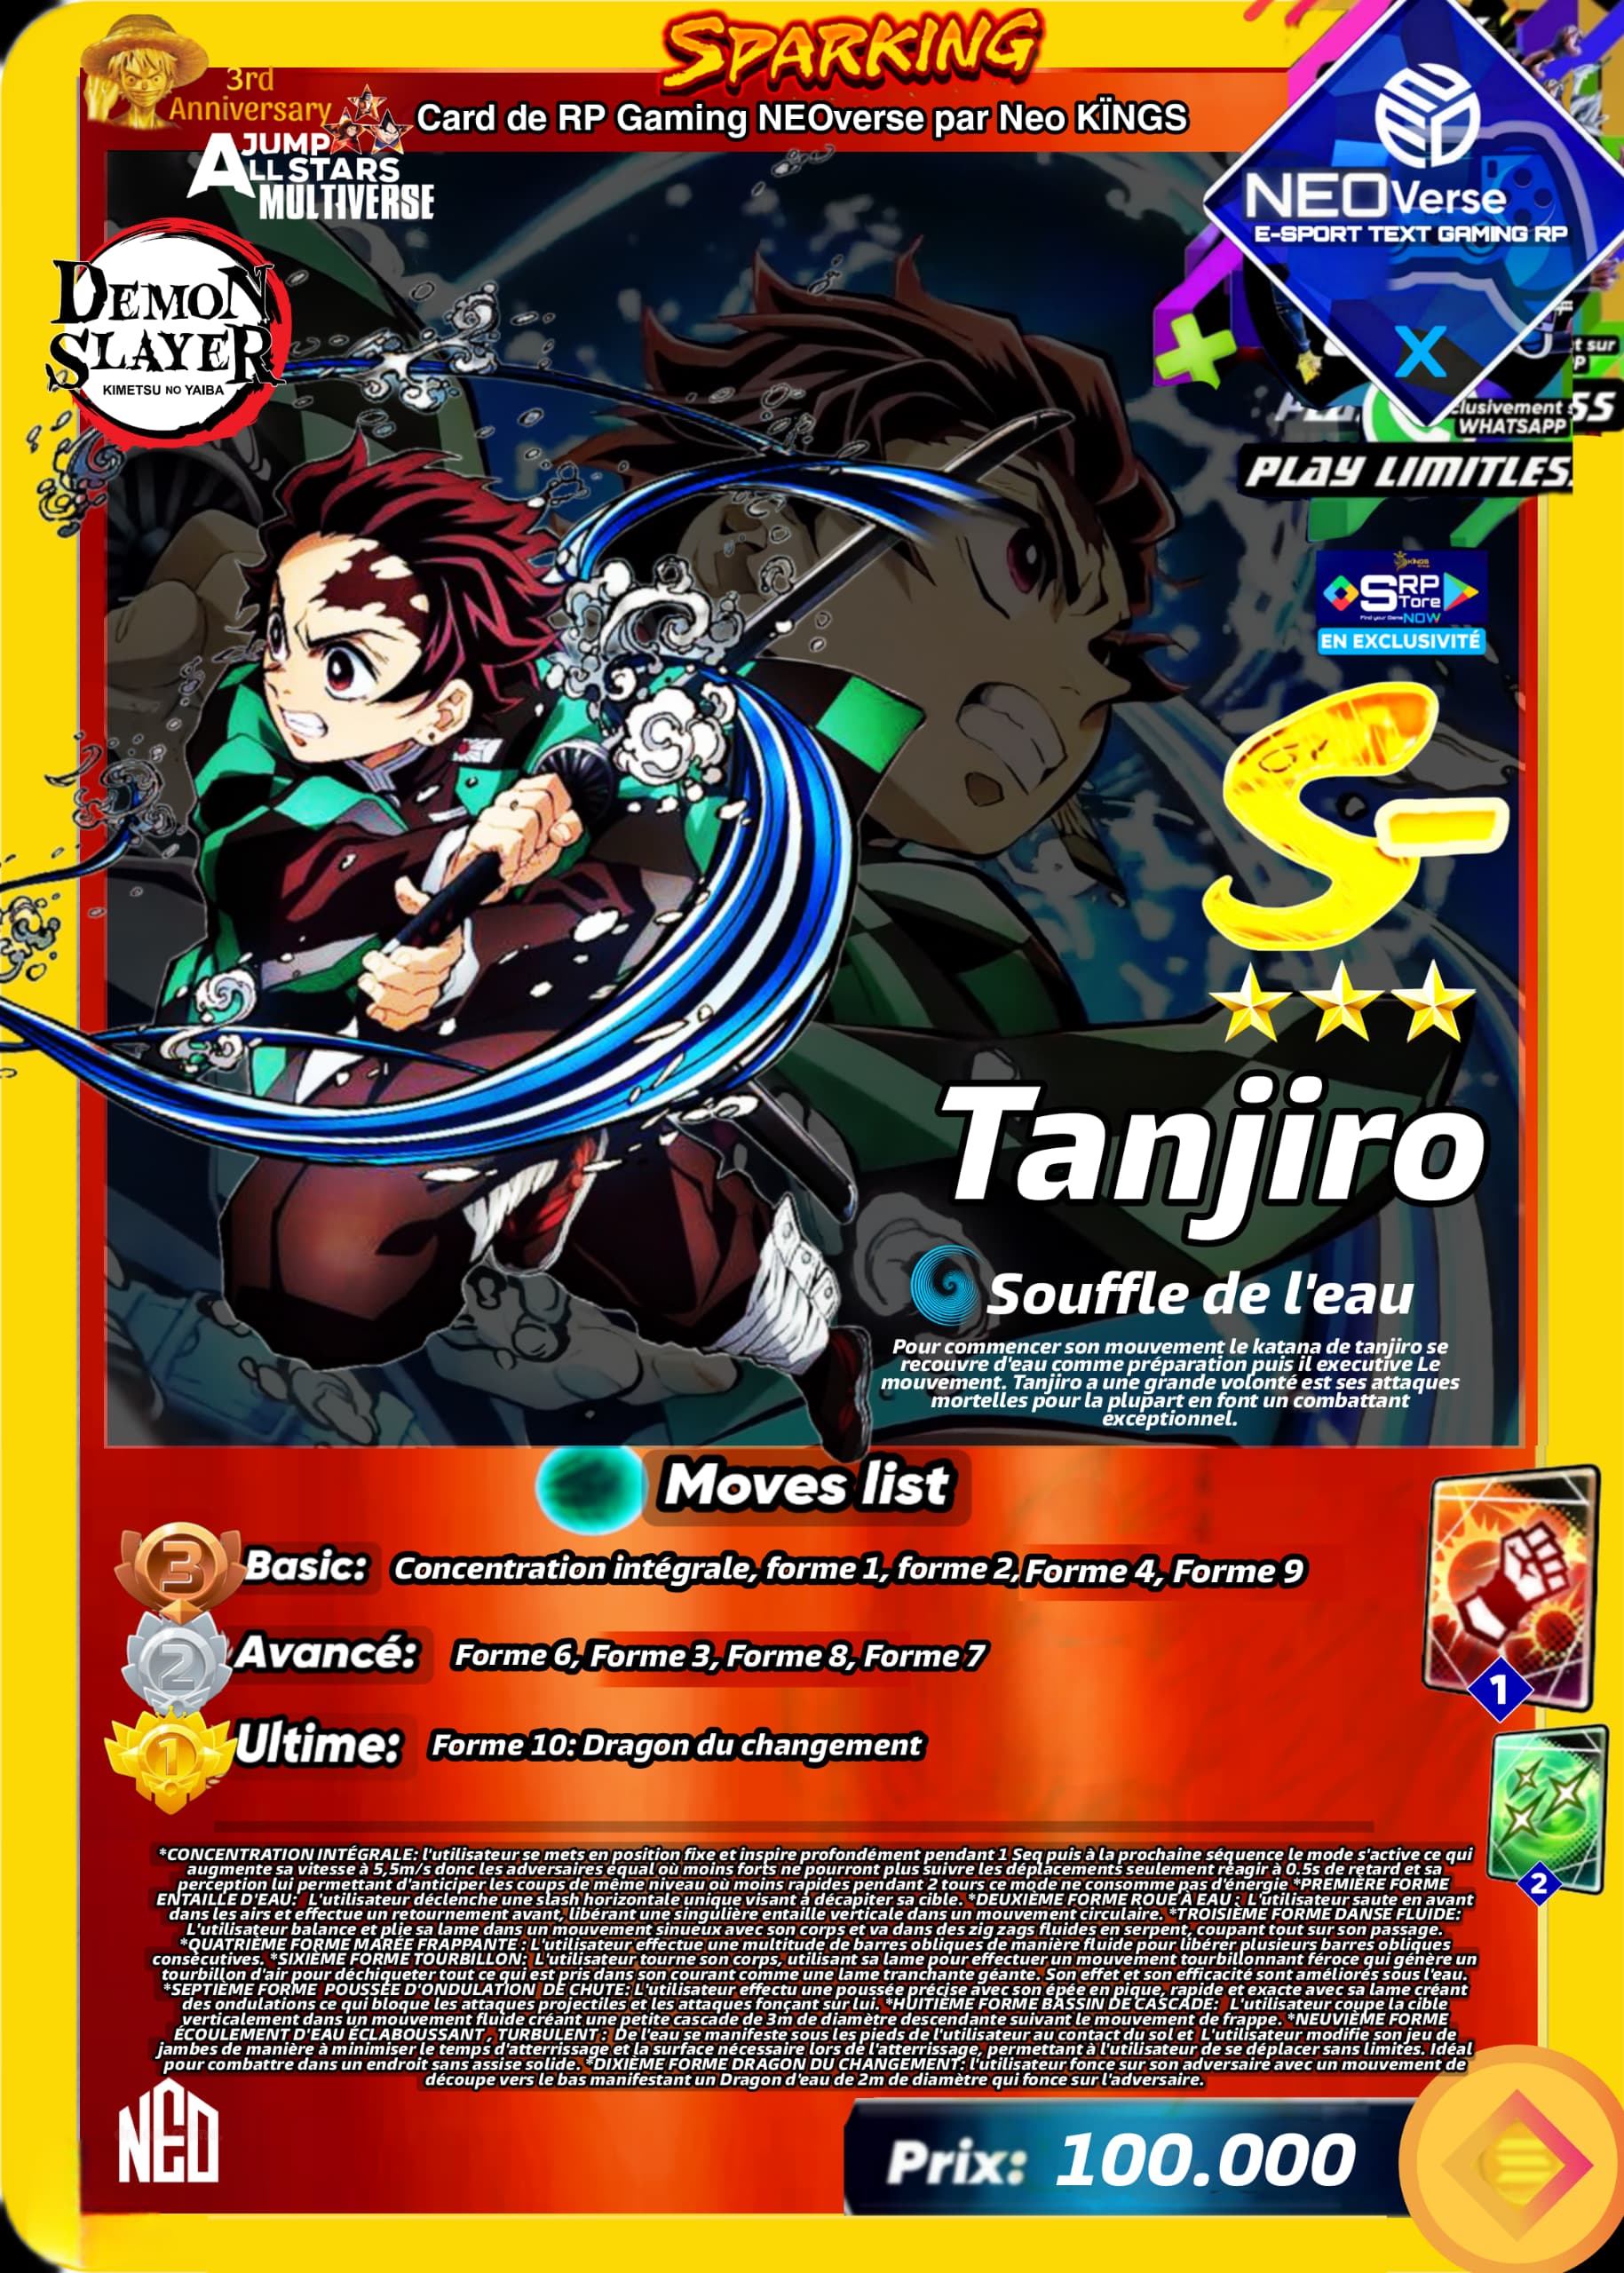 SPARKING
3rd
Anniversary
Card de RP Gaming NEOverse par Neo KÏNGS
JUMP
ALL STARS
MULTIVERSE
NEOVerse
E-SPORT TEXT GAMING RP
X
DEMON
SLAYER
KIMETSU NO YAIBA
t sur
clusivement
WHATSAPP
SS
PLAY LIMITLES
KINGS
SRP
Tore
Find your Game NOW
EN EXCLUSIVITÉ
S-
Tanjiro
Souffle de l'eau
Pour commencer son mouvement le katana de tanjiro se
recouvre d'eau comme préparation puis il executive Le
mouvement. Tanjiro a une grande volonté est ses attaques
mortelles pour la plupart en font un combattant
exceptionnel.
Moves list
3 Basic: Concentration intégrale, forme 1, forme 2, Forme 4, Forme 9
2 Avancé: Forme 6, Forme 3, Forme 8, Forme 7
1
1 Ultime: Forme 10: Dragon du changement
2
*CONCENTRATION INTÉGRALE: l'utilisateur se mets en position fixe et inspire profondément pendant 1 Seq puis à la prochaine séquence le mode s'active ce qui
augmente sa vitesse à 5,5m/s donc les adversaires équal où moins forts ne pourront plus suivre les déplacements seulement réagir à 0.5s de retard et sa
perception lui permettant d'anticiper les coups de même niveau où moins rapides pendant 2 tours ce mode ne consomme pas d'énergie *PREMIÈRE FORME
ENTAILLE D'EAU: L'utilisateur déclenche une slash horizontale unique visant à décapiter sa cible. *DEUXIÈME FORME ROUE À EAU : L'utilisateur saute en avant
dans les airs et effectue un retournement avant, libérant une singulière entaille verticale dans un mouvement circulaire. *TROISIÈME FORME DANSE FLUIDE:
L'utilisateur balance et plie sa lame dans un mouvement sinueux avec son corps et va dans des zig zags fluides en serpent, coupant tout sur son passage.
*QUATRIÈME FORME MARÉE FRAPPANTE : L'utilisateur effectue une multitude de barres obliques de manière fluide pour libérer plusieurs barres obliques
consécutives. *SIXIÈME FORME TOURBILLON: L'utilisateur tourne son corps, utilisant sa lame pour effectuer un mouvement tourbillonnant féroce qui génère un
tourbillon d'air pour déchiqueter tout ce qui est pris dans son courant comme une lame tranchante géante. Son effet et son efficacité sont améliorés sous l'eau.
*SEPTIÈME FORME POUSSÉE D'ONDULATION DE CHUTE: L'utilisateur effectu une poussée précise avec son épée en pique, rapide et exacte avec sa lame créant
des ondulations ce qui bloque les attaques projectiles et les attaques fonçant sur lui. *HUITIÈME FORME BASSIN DE CASCADE: L'utilisateur coupe la cible
verticalement dans un mouvement fluide créant une petite cascade de 3m de diamètre descendante suivant le mouvement de frappe. *NEUVIÈME FORME
ÉCOULEMENT D'EAU ÉCLABOUSSANT , TURBULENT : De l'eau se manifeste sous les pieds de l'utilisateur au contact du sol et L'utilisateur modifie son jeu de
jambes de manière à minimiser le temps d'atterrissage et la surface nécessaire lors de l'atterrissage, permettant à l'utilisateur de se déplacer sans limites. Idéal
pour combattre dans un endroit sans assise solide. *DIXIÈME FORME DRAGON DU CHANGEMENT: l'utilisateur fonce sur son adversaire avec un mouvement de
découpe vers le bas manifestant un Dragon d'eau de 2m de diamètre qui fonce sur l'adversaire.
NEO
Prix: 100.000